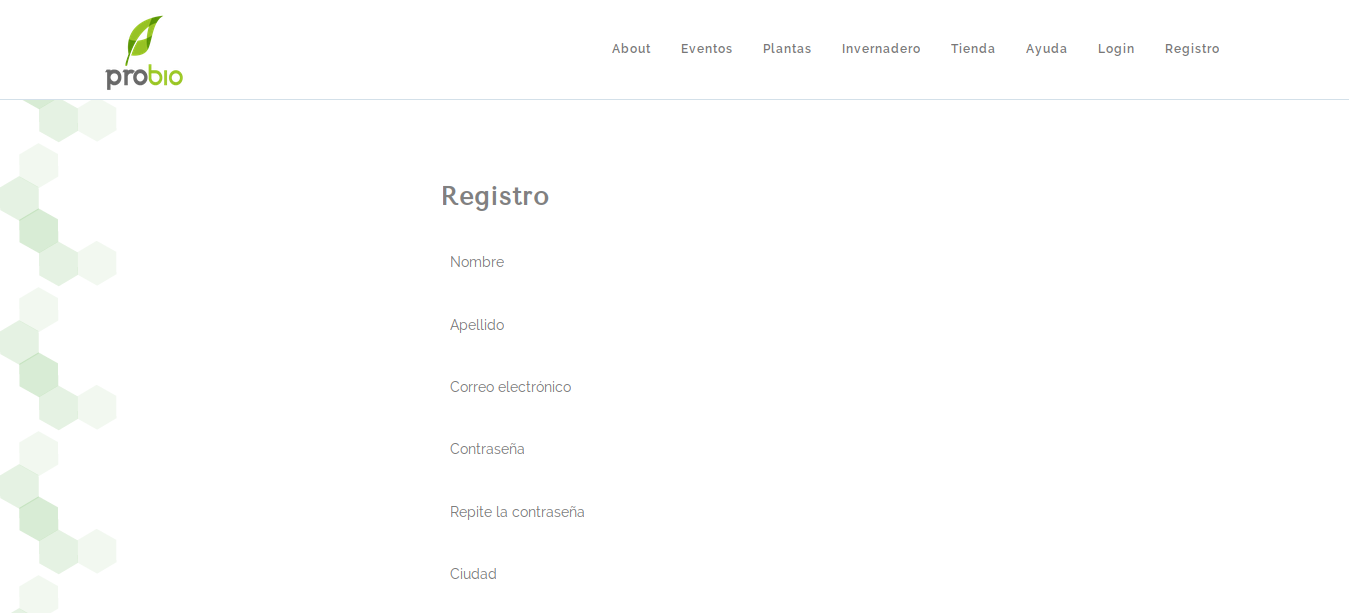 probio
About Eventos Plantas Invernadero Tienda Ayuda Login Registro
Registro
Nombre
Apellido
Correo electrónico
Contraseña
Repite la contraseña
Ciudad